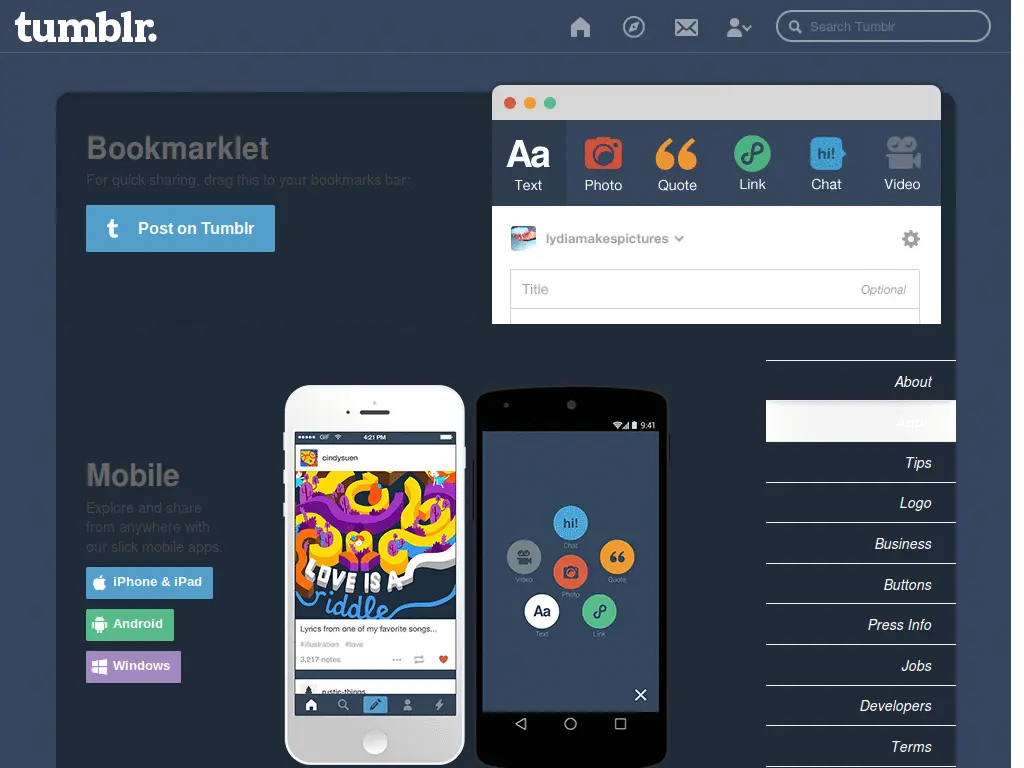 tumblr.
Search Tumblr
Bookmarklet
For quick sharing, drag this to your bookmarks bar:
t Post on Tumblr
Aa
hi!
Text Photo Quote Link Chat Video
lydiamakespictures
Title Optional
About
Tips
Logo
Business
Buttons
Press Info
Jobs
Developers
Terms
Mobile
Explore and share
from anywhere with
our slick mobile apps.
iPhone & iPad
Android
Windows
GIF 4:21 PM
cindysuen
LOVE IS A
riddle
Lyrics from one of my favorite songs...
#illustration #love
3,217 notes
rustic-things
9:41
hi!
Chat
Video
Quote
Photo
Aa
Text
Link